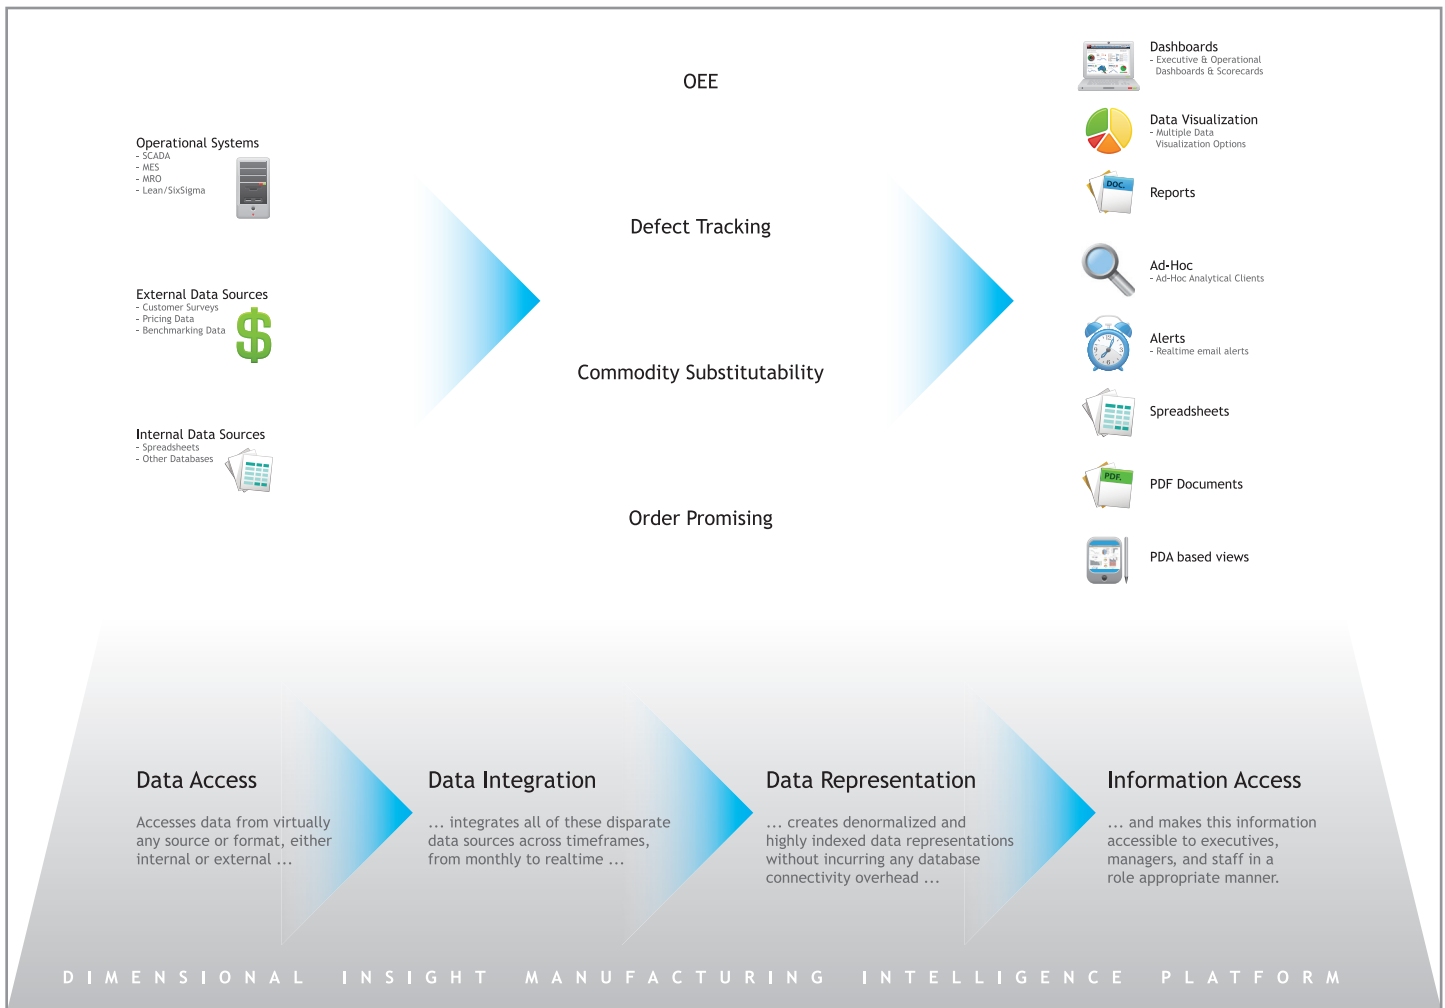 Operational Systems
- SCADA
- MES
- MRO
- Lean/SixSigma
External Data Sources
- Customer Surveys
- Pricing Data
- Benchmarking Data
$
Internal Data Sources
- Spreadsheets
- Other Databases
OEE
Defect Tracking
Commodity Substitutability
Order Promising
Dashboards
- Executive & Operational
Dashboards & Scorecards
Data Visualization
- Multiple Data
Visualization Options
DOC.
Reports
Ad-Hoc
- Ad-Hoc Analytical Clients
Alerts
- Realtime email alerts
Spreadsheets
PDF.
PDF Documents
PDA based views
Data Access
Accesses data from virtually
any source or format, either
internal or external ...
Data Integration
... integrates all of these disparate
data sources across timeframes,
from monthly to realtime ...
Data Representation
... creates denormalized and
highly indexed data representations
without incurring any database
connectivity overhead ...
Information Access
... and makes this information
accessible to executives,
managers, and staff in a
role appropriate manner.
DIMENSIONAL INSIGHT MANUFACTURING INTELLIGENCE PLATFORM